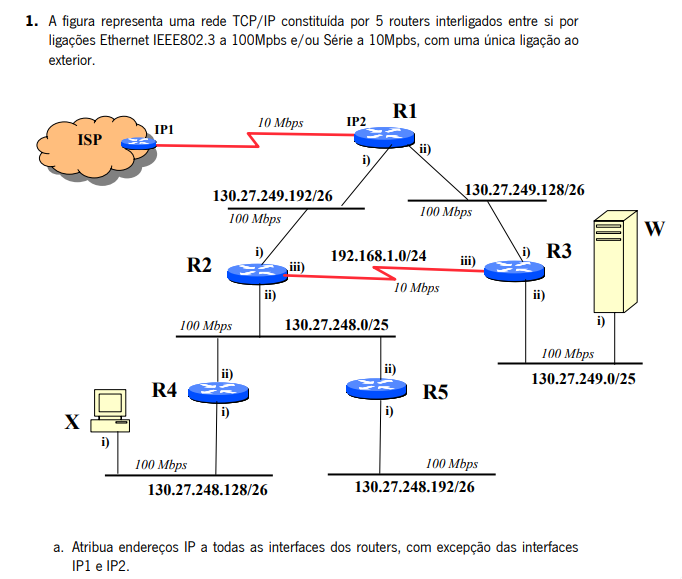 1. A figura representa uma rede TCP/IP constituída por 5 routers interligados entre si por
ligações Ethernet IEEE802.3 a 100Mpbs e/ou Série a 10Mpbs, com uma única ligação ao
exterior.
R1
10 Mbps
IP2
IP1
ISP
i)
ii)
130.27.249.192/26
130.27.249.128/26
100 Mbps
100 Mbps
W
R2
i)
192.168.1.0/24
iii)
i)
R3
iii)
10 Mbps
ii)
ii)
i)
100 Mbps
130.27.248.0/25
100 Mbps
130.27.249.0/25
R4
ii)
ii)
R5
X
i)
i)
i)
100 Mbps
100 Mbps
130.27.248.128/26
130.27.248.192/26
a. Atribua endereços IP a todas as interfaces dos routers, com excepção das interfaces
IP1 e IP2.